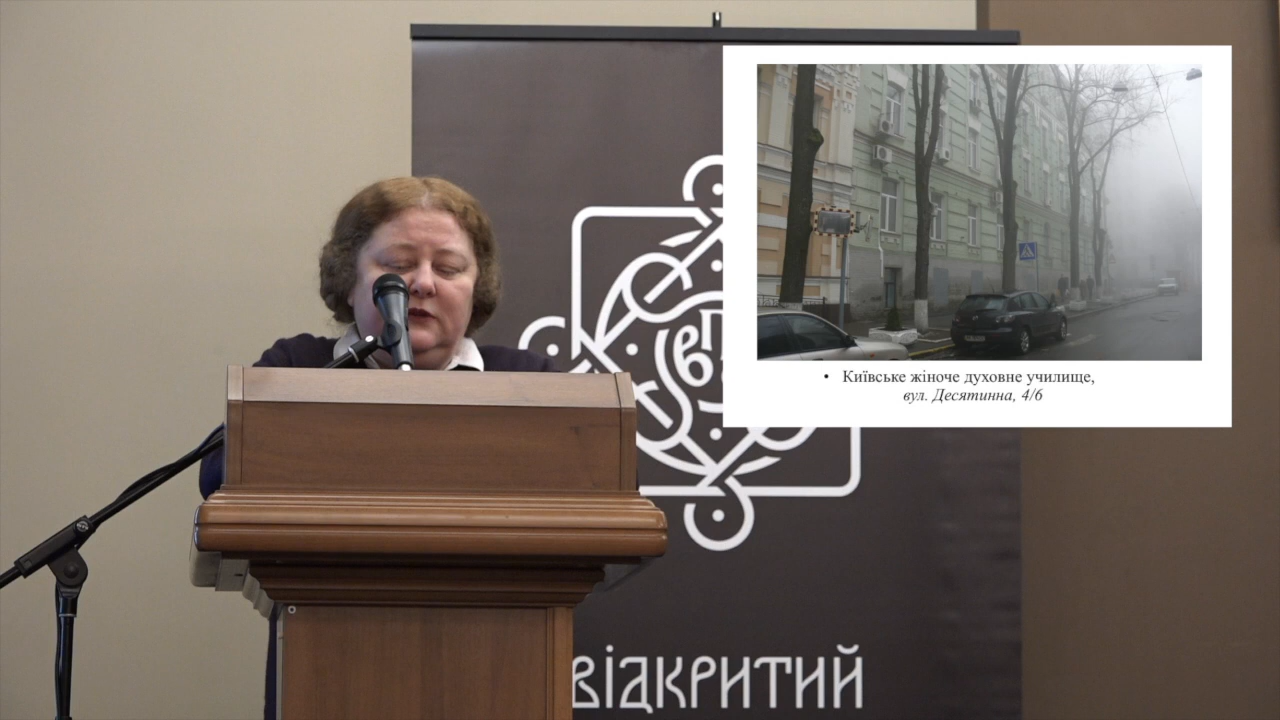 • Київське жіноче духовне училище,
вул. Десятинна, 4/6
відкритий